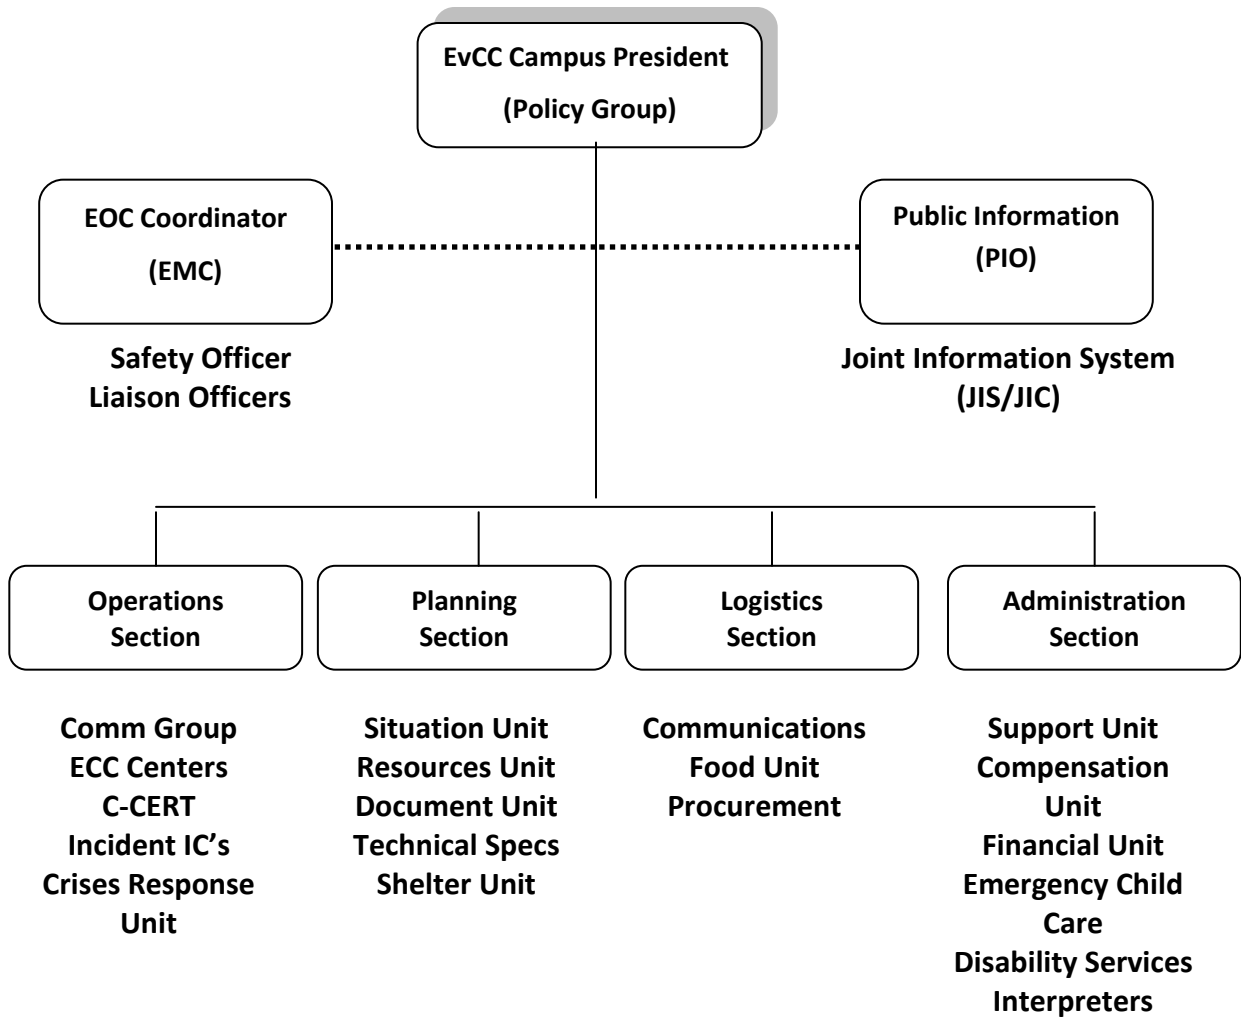 EvCC Campus President
(Policy Group)
EOC Coordinator
(EMC)
Public Information
(PIO)
Safety Officer
Liaison Officers
Joint Information System
(JIS/JIC)
Operations
Section
Planning
Section
Logistics
Section
Administration
Section
Comm Group
ECC Centers
C-CERT
Incident IC’s
Crises Response
Unit
Situation Unit
Resources Unit
Document Unit
Technical Specs
Shelter Unit
Communications
Food Unit
Procurement
Support Unit
Compensation
Unit
Financial Unit
Emergency Child
Care
Disability Services
Interpreters